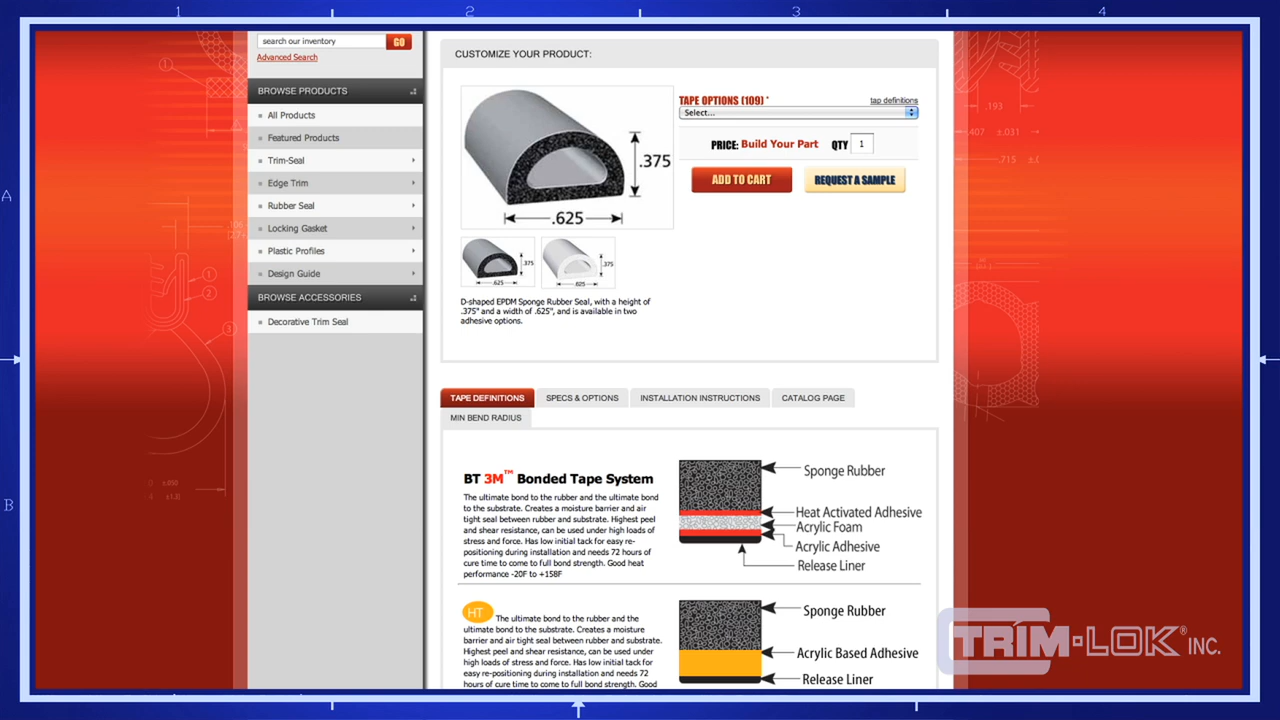 1 2 3 4
A
B
search our inventory GO
Advanced Search
BROWSE PRODUCTS
All Products
Featured Products
Trim-Seal
Edge Trim
Rubber Seal
Locking Gasket
Plastic Profiles
Design Guide
BROWSE ACCESSORIES
Decorative Trim Seal
CUSTOMIZE YOUR PRODUCT:
.375
.625
.375
.625
.375
.625
D-shaped EPDM Sponge Rubber Seal, with a height of
.375" and a width of .625", and is available in two
adhesive options.
TAPE OPTIONS (109) * tap definitions
Select...
PRICE: Build Your Part QTY 1
ADD TO CART REQUEST A SAMPLE
TAPE DEFINITIONS SPECS & OPTIONS INSTALLATION INSTRUCTIONS CATALOG PAGE
MIN BEND RADIUS
BT 3M™ Bonded Tape System
The ultimate bond to the rubber and the ultimate bond
to the substrate. Creates a moisture barrier and air
tight seal between rubber and substrate. Highest peel
and shear resistance, can be used under high loads of
stress and force. Has low initial tack for easy re-
positioning during installation and needs 72 hours of
cure time to come to full bond strength. Good heat
performance -20F to +158F
Sponge Rubber
Heat Activated Adhesive
Acrylic Foam
Acrylic Adhesive
Release Liner
HT The ultimate bond to the rubber and the
ultimate bond to the substrate. Creates a moisture
barrier and air tight seal between rubber and substrate.
Highest peel and shear resistance, can be used under
high loads of stress and force. Has low initial tack for
easy re-positioning during installation and needs 72
hours of cure time to come to full bond strength. Good
Sponge Rubber
Acrylic Based Adhesive
Release Liner
.193
.407 ±.031
.715
1
1
2
3
TRIM-LOK® INC.